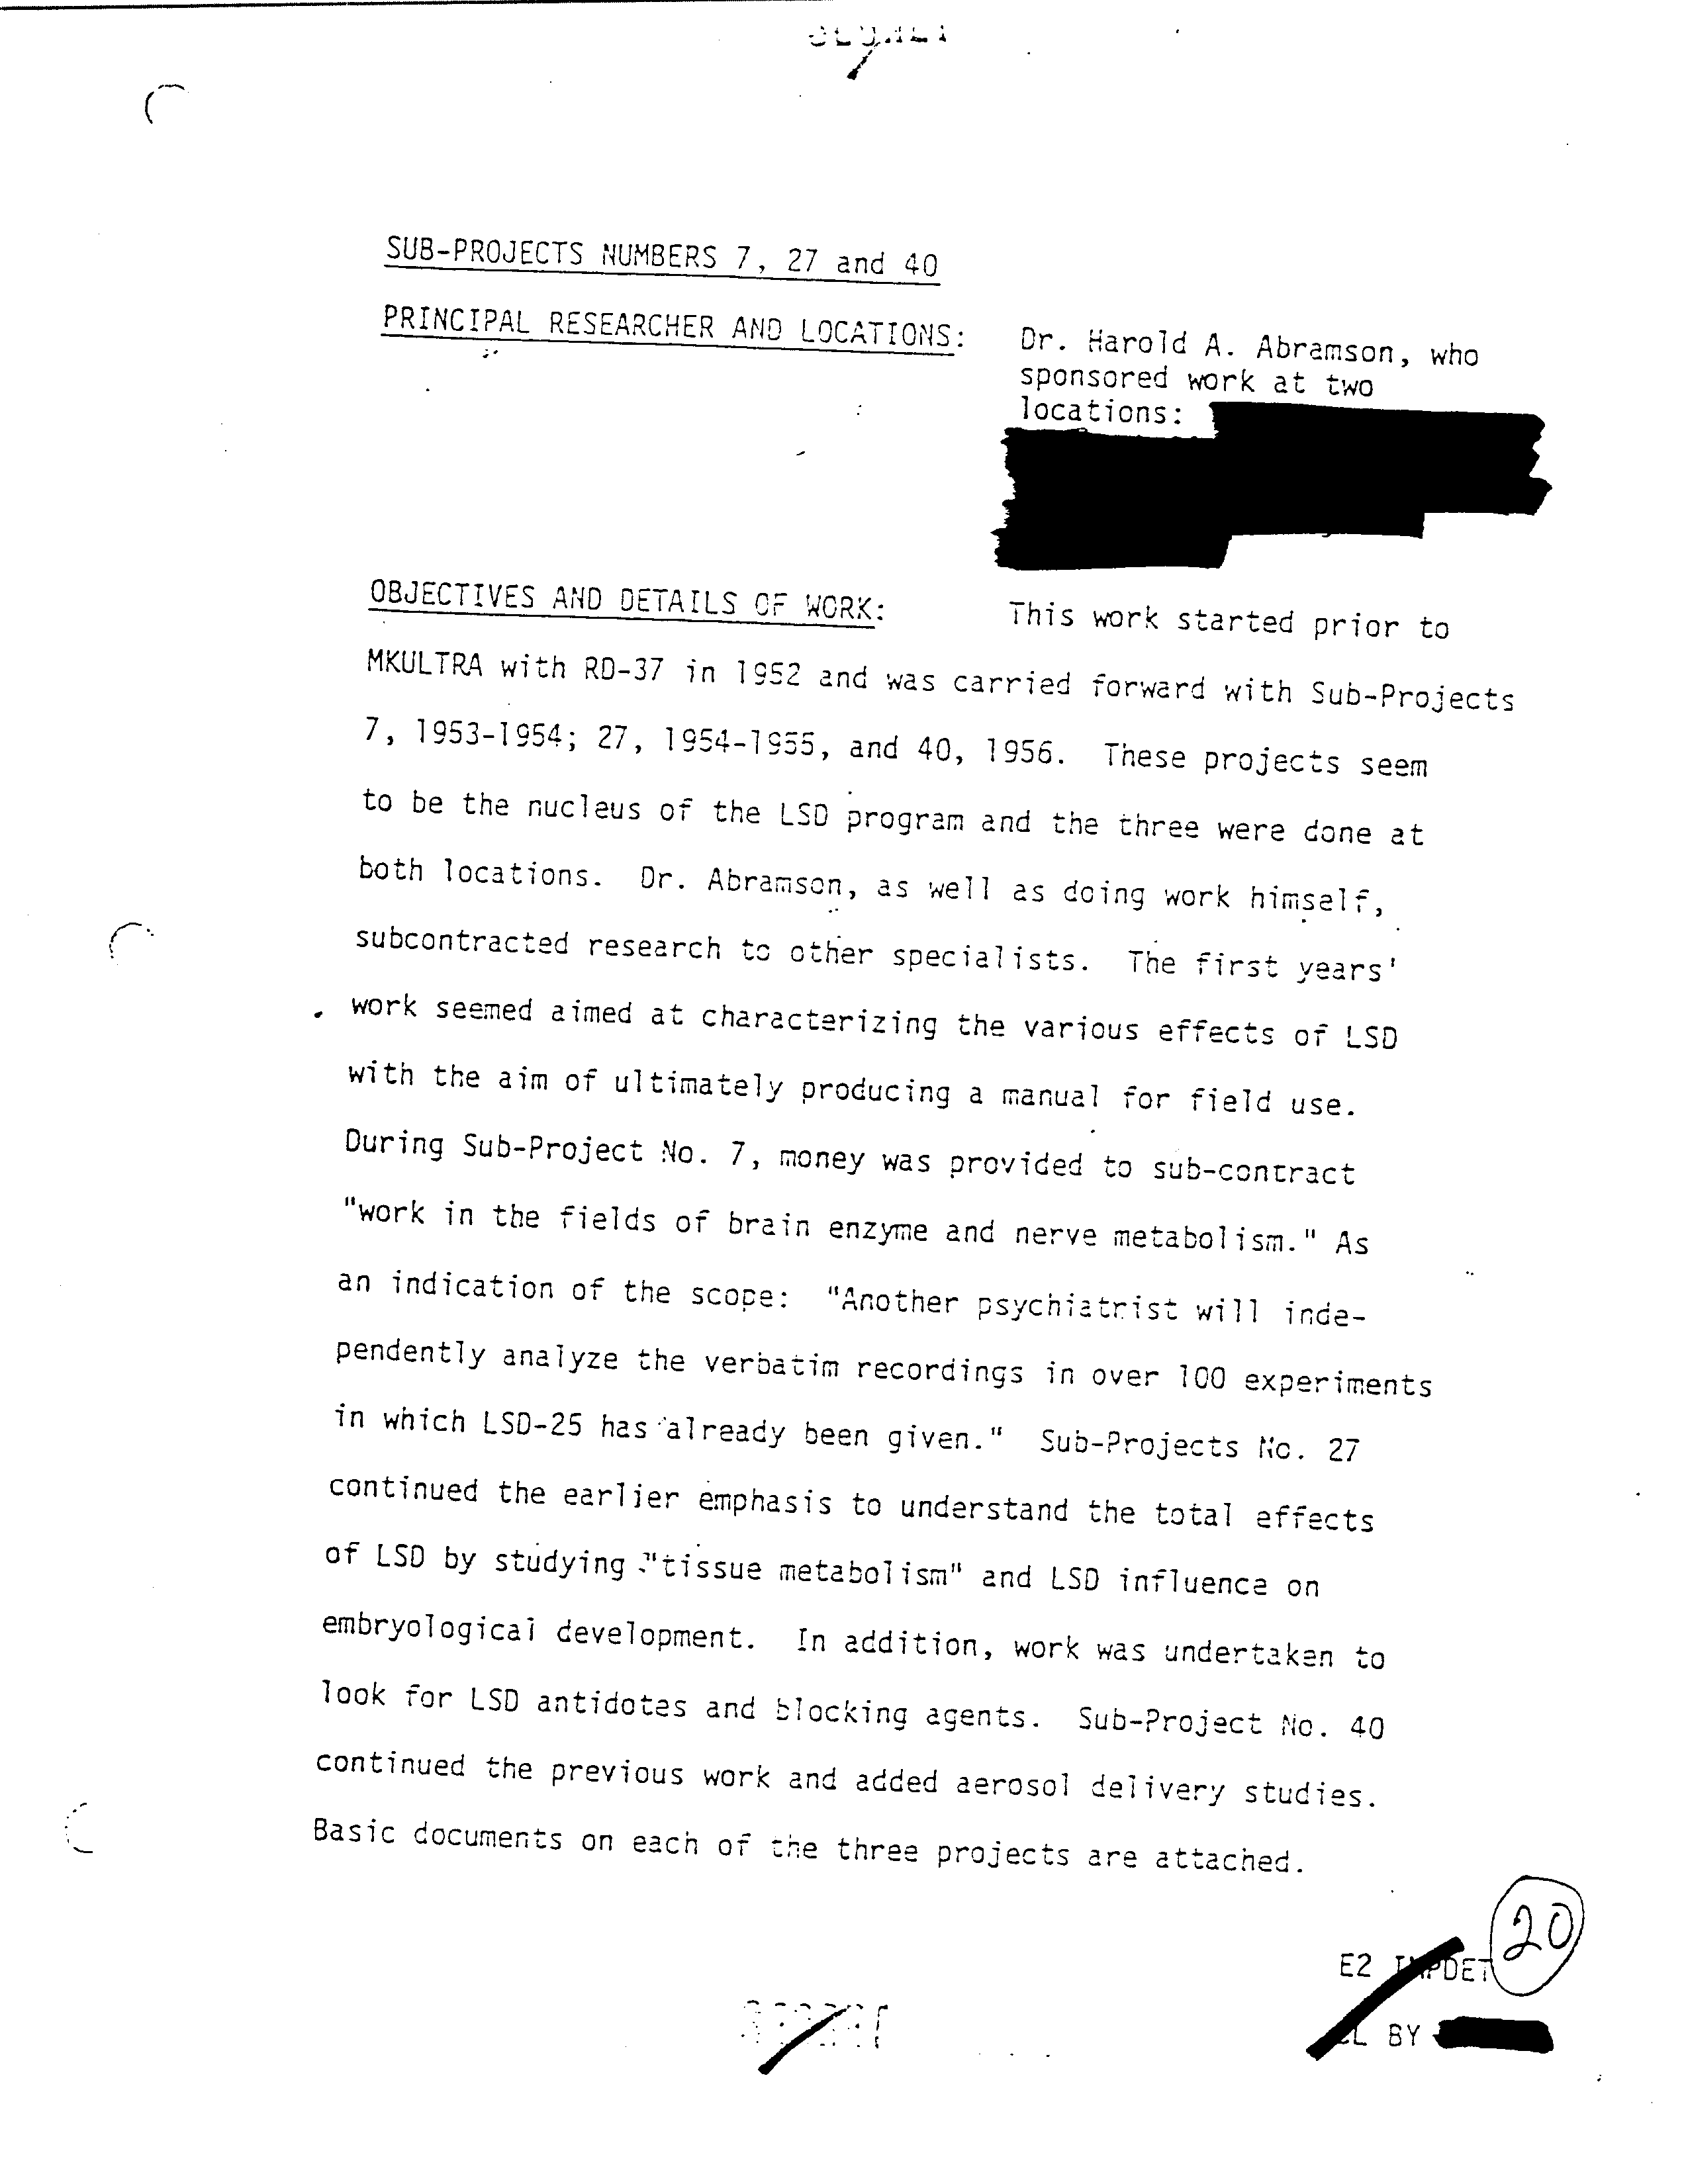 SUB-PROJECTS NUMBERS 7, 27 and 40
PRINCIPAL RESEARCHER AND LOCATIONS:
Dr. Harold A. Abramson, who
sponsored work at two
locations:
OBJECTIVES AND DETAILS OF WORK: This work started prior to
MKULTRA with RD-37 in 1952 and was carried forward with Sub-Projects
7, 1953-1954; 27, 1954-1955, and 40, 1956. These projects seem
to be the nucleus of the LSD program and the three were done at
both locations. Dr. Abramson, as well as doing work himself,
subcontracted research to other specialists. The first years'
work seemed aimed at characterizing the various effects of LSD
with the aim of ultimately producing a manual for field use.
During Sub-Project No. 7, money was provided to sub-contract
"work in the fields of brain enzyme and nerve metabolism." As
an indication of the scope: "Another psychiatrist will inde-
pendently analyze the verbatim recordings in over 100 experiments
in which LSD-25 has already been given." Sub-Projects No. 27
continued the earlier emphasis to understand the total effects
of LSD by studying "tissue metabolism" and LSD influence on
embryological development. In addition, work was undertaken to
look for LSD antidotes and blocking agents. Sub-Project No. 40
continued the previous work and added aerosol delivery studies.
Basic documents on each of the three projects are attached.
20
E2 IMPDET
BY